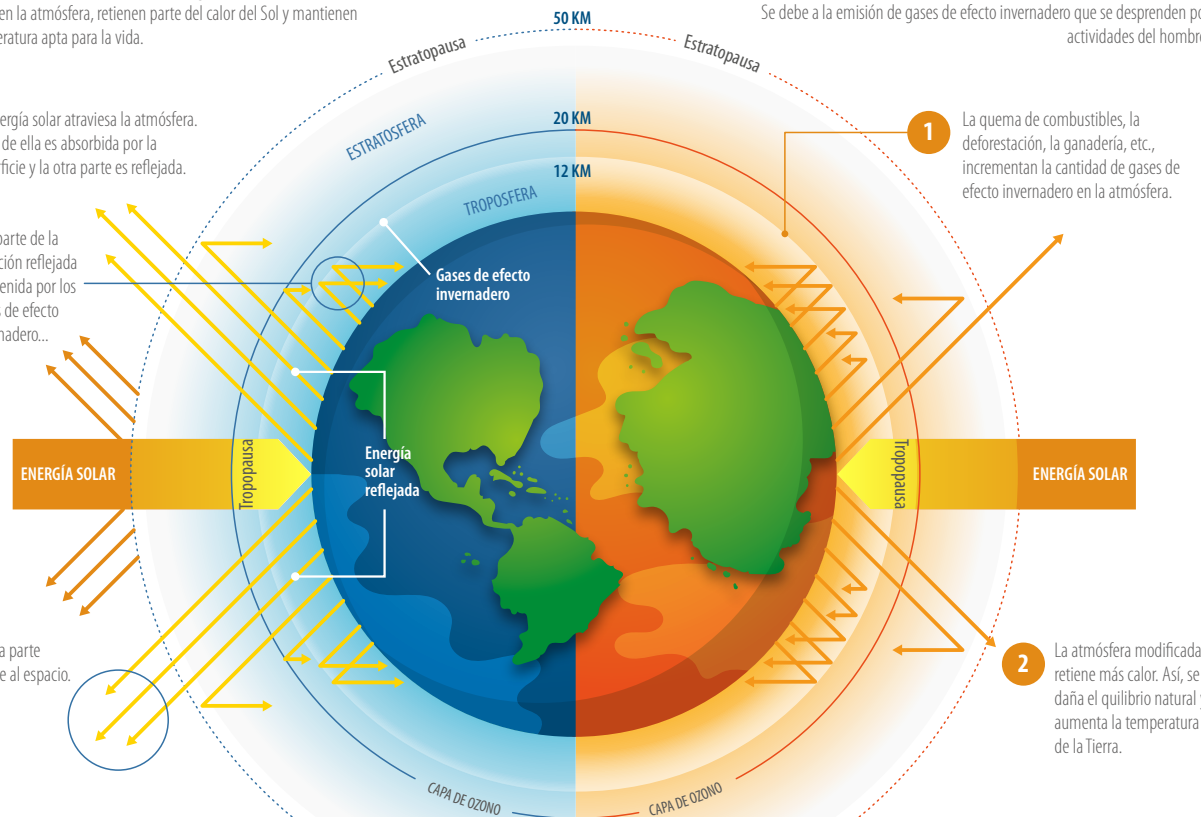 en la atmósfera, retienen parte del calor del Sol y mantienen
eratura apta para la vida.
Se debe a la emisión de gases de efecto invernadero que se desprenden po
actividades del hombre
50 KM
Estratopausa
Estratopausa
ergía solar atraviesa la atmósfera.
de ella es absorbida por la
rficie y la otra parte es reflejada.
ESTRATOSFERA
20 KM
1
La quema de combustibles, la
deforestación, la ganadería, etc.,
incrementan la cantidad de gases de
efecto invernadero en la atmósfera.
12 KM
TROPOSFERA
parte de la
ción reflejada
enida por los
s de efecto
rnadero...
Gases de efecto
invernadero
ENERGÍA SOLAR
Tropopausa
Energía
solar
reflejada
Tropopausa
ENERGÍA SOLAR
a parte
e al espacio.
2
La atmósfera modificada
retiene más calor. Así, se
daña el quilibrio natural y
aumenta la temperatura
de la Tierra.
CAPA DE OZONO
CAPA DE OZONO